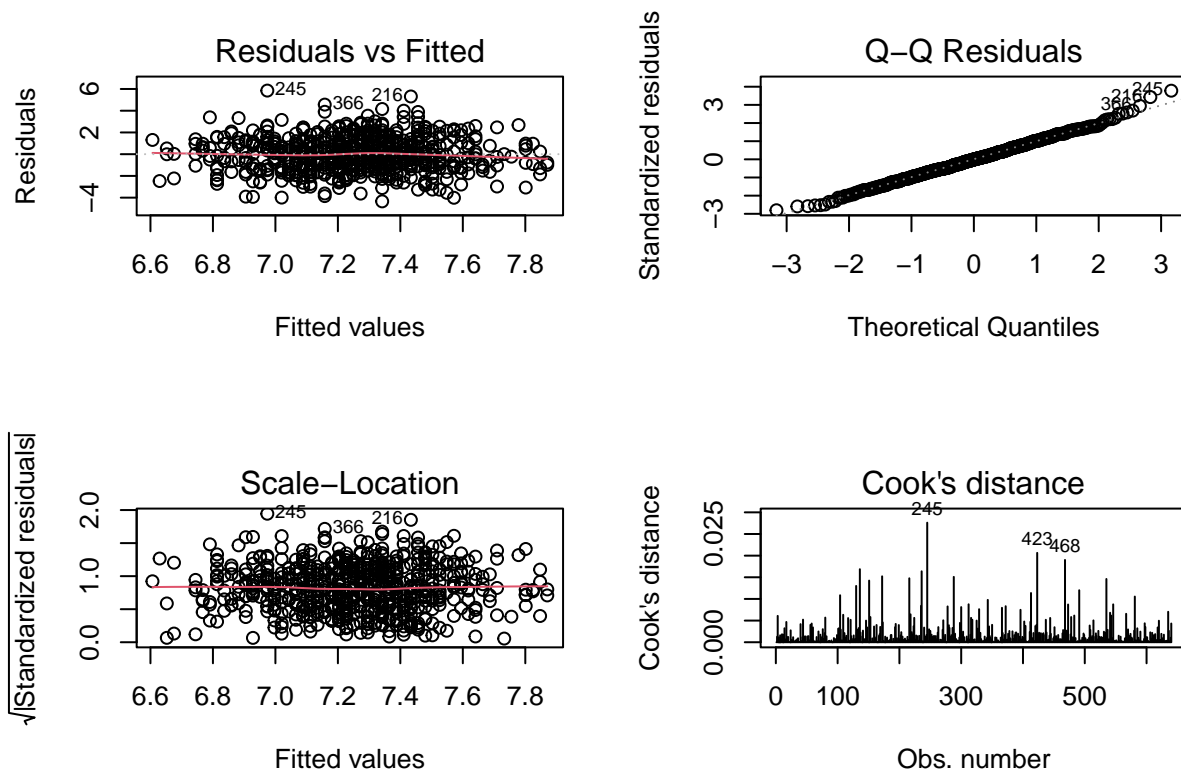 Residuals vs Fitted
Residuals
6
2
−4
245
366
216
6.6 6.8 7.0 7.2 7.4 7.6 7.8
Fitted values
Q−Q Residuals
Standardized residuals
3
0
−3
366
216
245
−3 −2 −1 0 1 2 3
Theoretical Quantiles
Scale−Location
√|Standardized residuals|
2.0
1.0
0.0
245
366
216
6.6 6.8 7.0 7.2 7.4 7.6 7.8
Fitted values
Cook's distance
Cook's distance
0.025
0.000
245
423
468
0 100 300 500
Obs. number